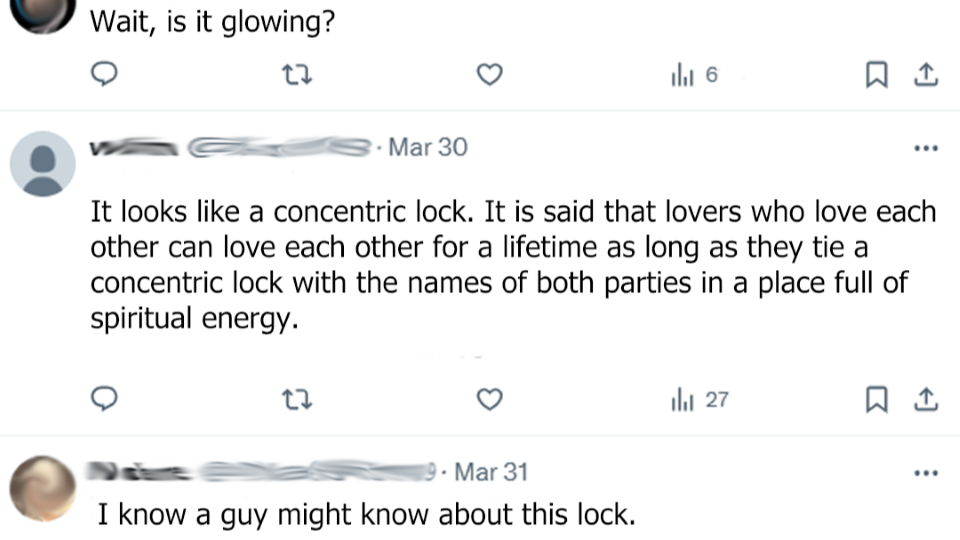 Wait, is it glowing?
6
· Mar 30
It looks like a concentric lock. It is said that lovers who love each
other can love each other for a lifetime as long as they tie a
concentric lock with the names of both parties in a place full of
spiritual energy.
27
· Mar 31
I know a guy might know about this lock.